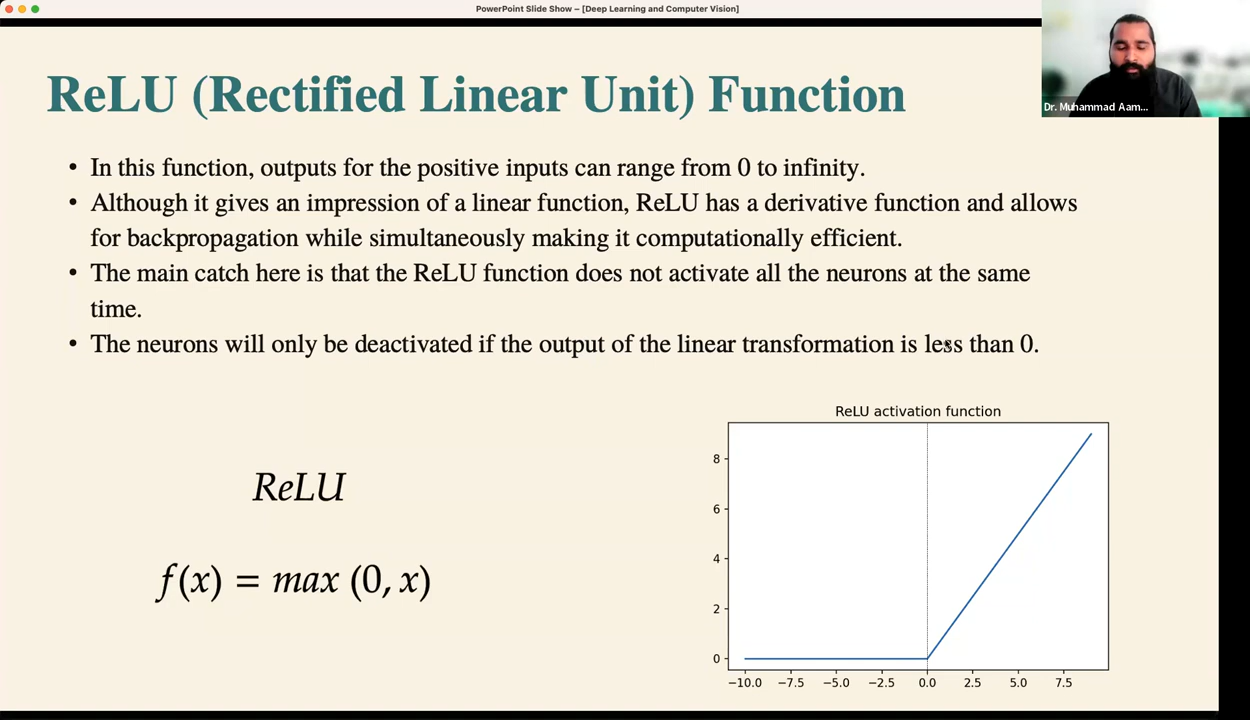 PowerPoint Slide Show – [Deep Learning and Computer Vision]
ReLU (Rectified Linear Unit) Function
Dr. Muhammad Aam...
• In this function, outputs for the positive inputs can range from 0 to infinity.
• Although it gives an impression of a linear function, ReLU has a derivative function and allows
for backpropagation while simultaneously making it computationally efficient.
• The main catch here is that the ReLU function does not activate all the neurons at the same
time.
• The neurons will only be deactivated if the output of the linear transformation is less than 0.
ReLU
f(x) = max (0, x)
ReLU activation function
8
6
4
2
0
−10.0 −7.5 −5.0 −2.5 0.0 2.5 5.0 7.5